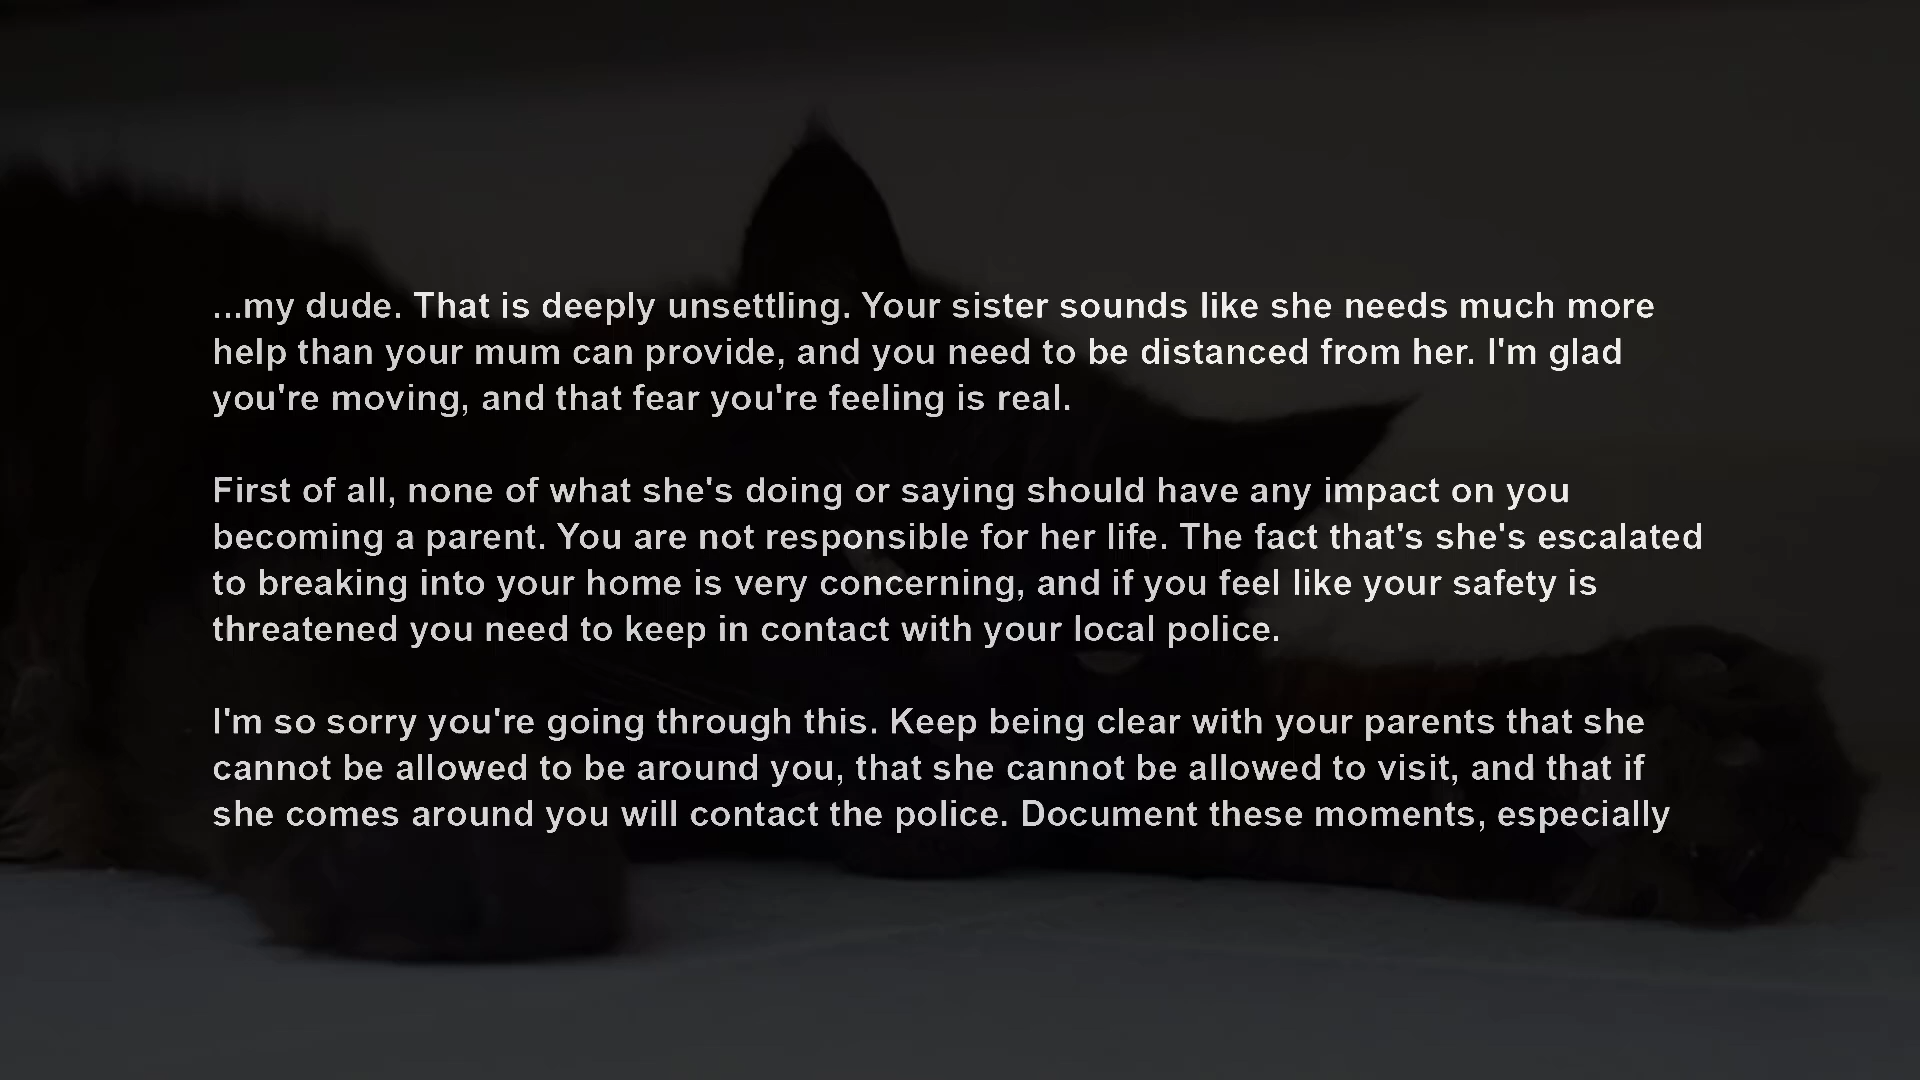 ...my dude. That is deeply unsettling. Your sister sounds like she needs much more
help than your mum can provide, and you need to be distanced from her. I'm glad
you're moving, and that fear you're feeling is real.
First of all, none of what she's doing or saying should have any impact on you
becoming a parent. You are not responsible for her life. The fact that's she's escalated
to breaking into your home is very concerning, and if you feel like your safety is
threatened you need to keep in contact with your local police.
I'm so sorry you're going through this. Keep being clear with your parents that she
cannot be allowed to be around you, that she cannot be allowed to visit, and that if
she comes around you will contact the police. Document these moments, especially